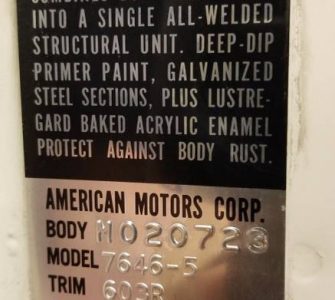 INTO A SINGLE ALL-WELDED
STRUCTURAL UNIT. DEEP-DIP
PRIMER PAINT, GALVANIZED
STEEL SECTIONS, PLUS LUSTRE-
GARD BAKED ACRYLIC ENAMEL
PROTECT AGAINST BODY RUST.
AMERICAN MOTORS CORP.
BODY M020723
MODEL 7646-5
TRIM 603R